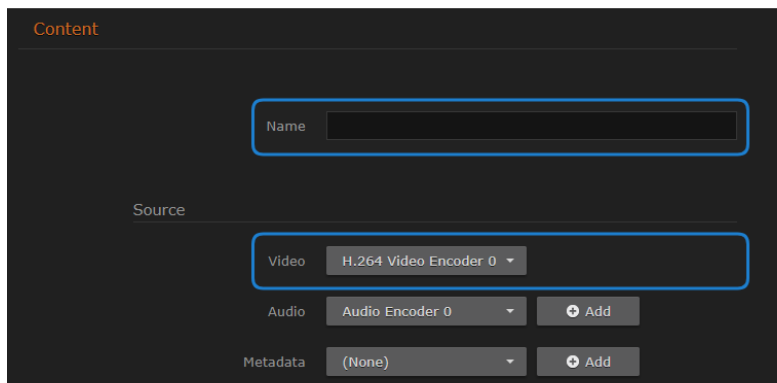 Content
Name
Source
Video H.264 Video Encoder 0
Audio Audio Encoder 0 Add
Metadata (None) Add